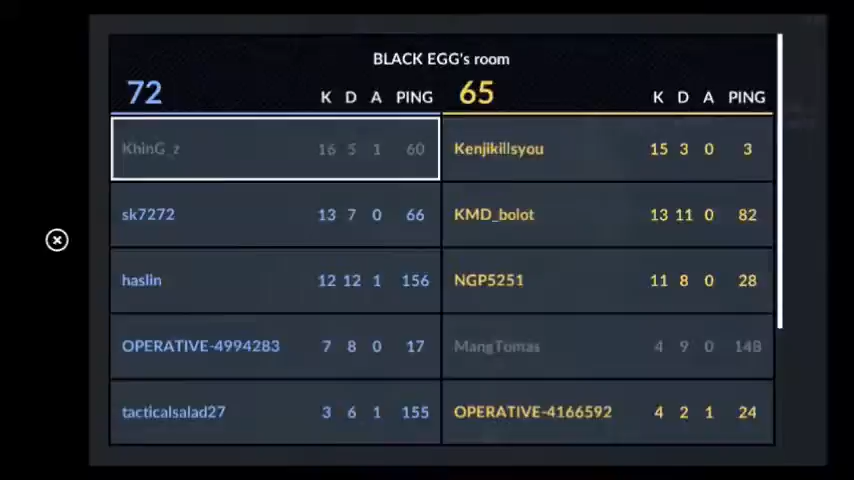 BLACK EGG's room
72 K D A PING 65 K D A PING
KhinG_z 16 5 1 60 Kenjikillsyou 15 3 0 3
sk7272 13 7 0 66 KMD_bolot 13 11 0 82
haslin 12 12 1 156 NGP5251 11 8 0 28
OPERATIVE-4994283 7 8 0 17 MangTomas 4 9 0 148
tacticalsalad27 3 6 1 155 OPERATIVE-4166592 4 2 1 24